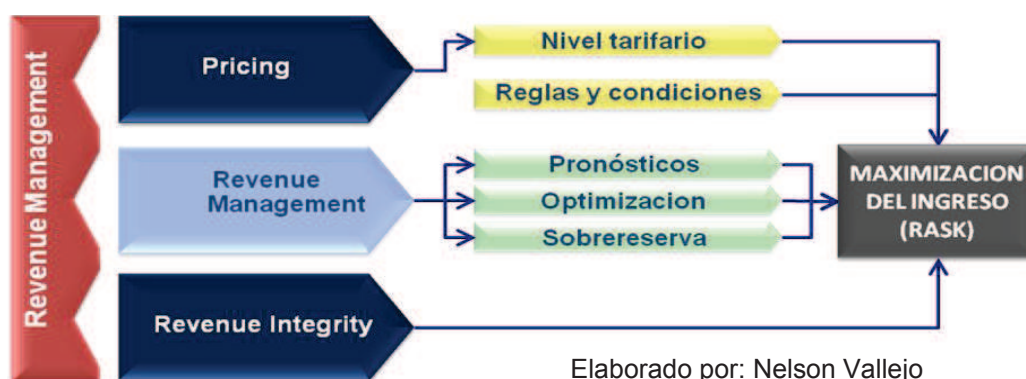 Revenue Management
Pricing
Nivel tarifario
Reglas y condiciones
Revenue
Management
Pronósticos
Optimizacion
Sobrereserva
Revenue Integrity
MAXIMIZACION
DEL INGRESO
(RASK)
Elaborado por: Nelson Vallejo